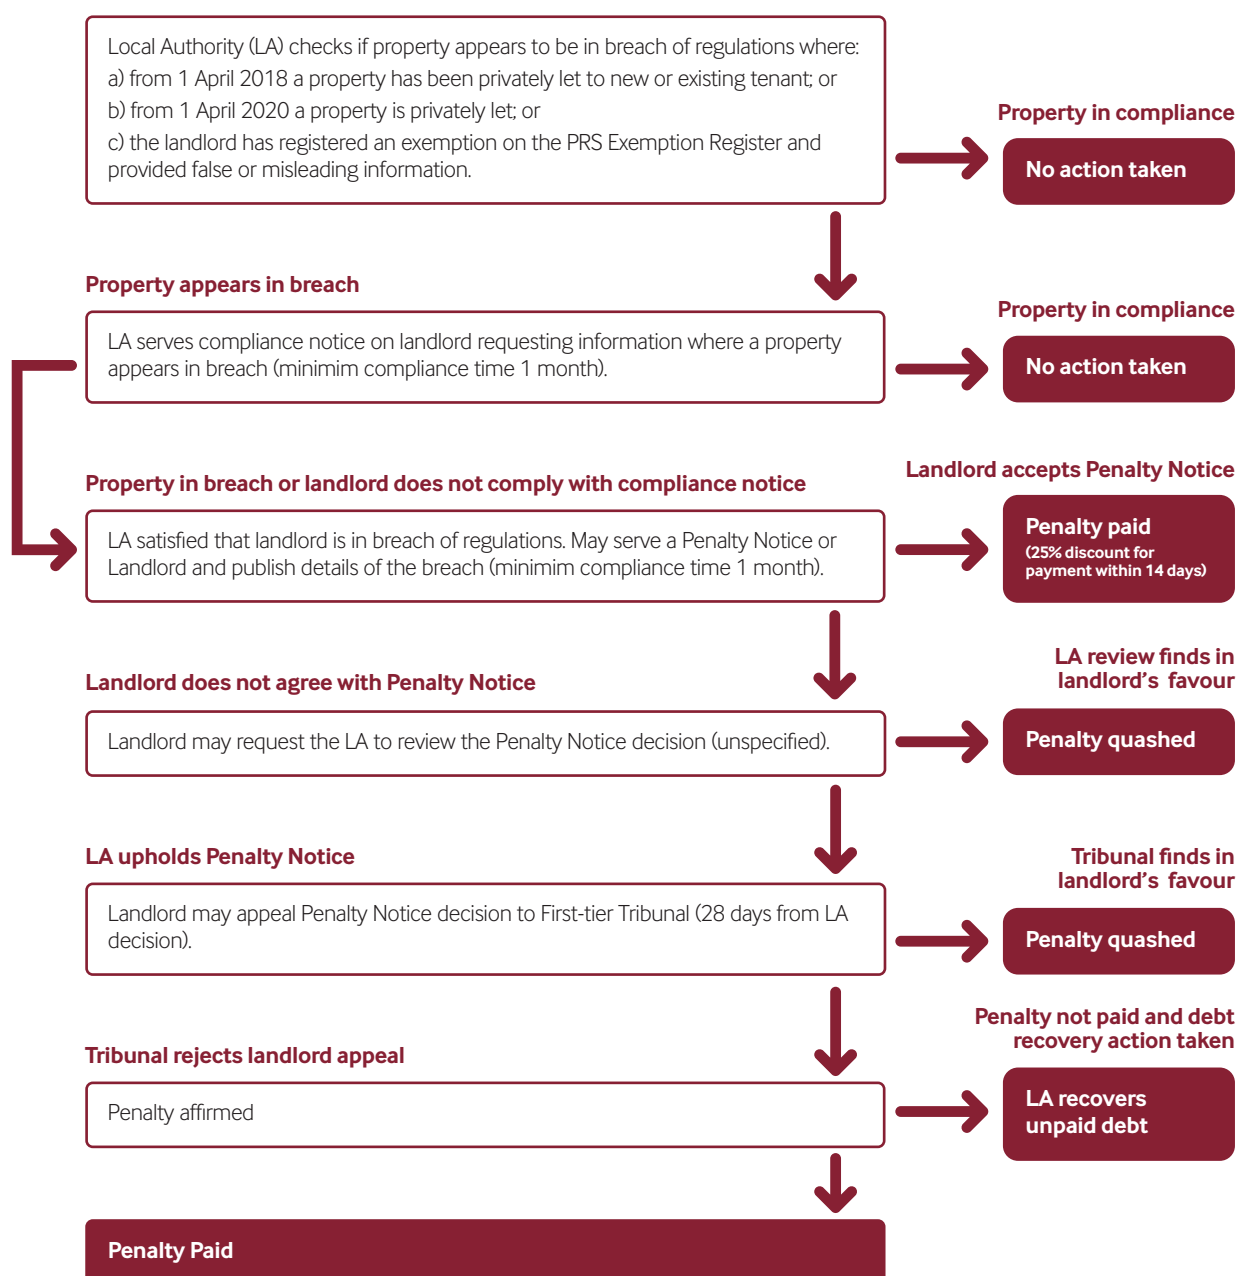 Local Authority (LA) checks if property appears to be in breach of regulations where:
a) from 1 April 2018 a property has been privately let to new or existing tenant; or
b) from 1 April 2020 a property is privately let; or
c) the landlord has registered an exemption on the PRS Exemption Register and
provided false or misleading information.
Property in compliance
No action taken
Property appears in breach
LA serves compliance notice on landlord requesting information where a property
appears in breach (minimim compliance time 1 month).
Property in compliance
No action taken
Property in breach or landlord does not comply with compliance notice
LA satisfied that landlord is in breach of regulations. May serve a Penalty Notice or
Landlord and publish details of the breach (minimim compliance time 1 month).
Landlord accepts Penalty Notice
Penalty paid
(25% discount for
payment within 14 days)
Landlord does not agree with Penalty Notice
Landlord may request the LA to review the Penalty Notice decision (unspecified).
LA review finds in
landlord's favour
Penalty quashed
LA upholds Penalty Notice
Landlord may appeal Penalty Notice decision to First-tier Tribunal (28 days from LA
decision).
Tribunal finds in
landlord's favour
Penalty quashed
Tribunal rejects landlord appeal
Penalty affirmed
Penalty not paid and debt
recovery action taken
LA recovers
unpaid debt
Penalty Paid